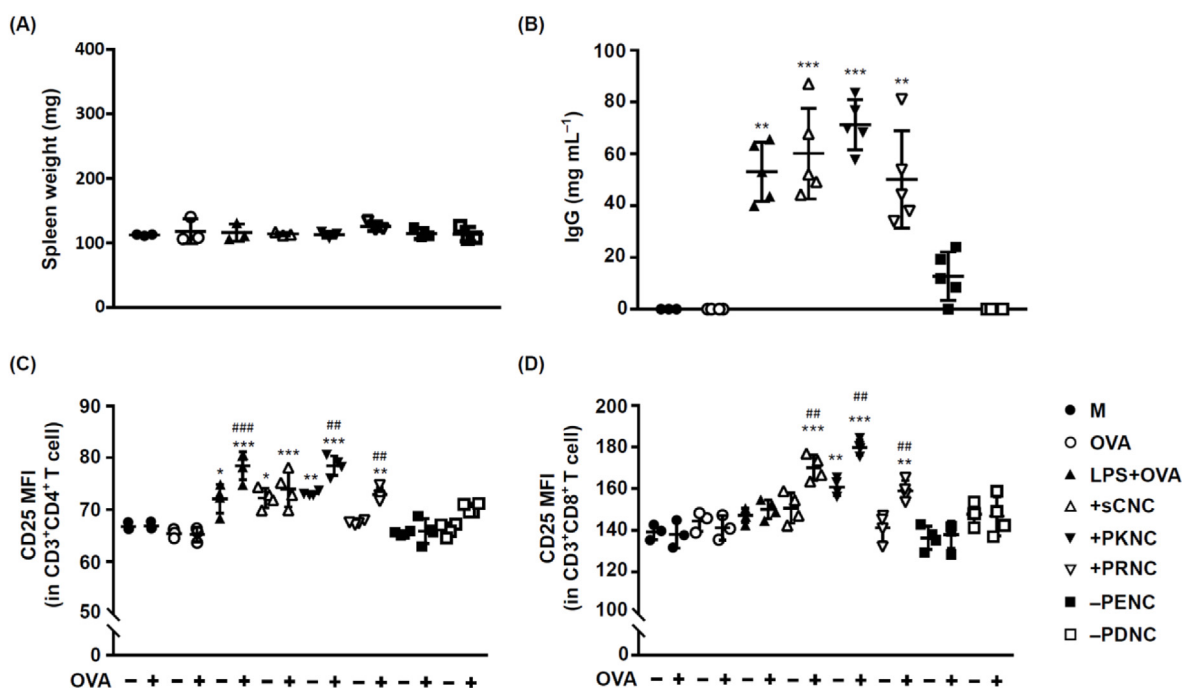 (A)
400
300
200
100
0
Spleen weight (mg)
(B)
100
80
60
40
20
0
IgG (mg mL⁻¹)
**
***
***
**
(C)
90
80
70
60
50
0
CD25 MFI
(in CD3⁺CD4⁺ T cell)
*
###
***
*
***
**
##
***
##
**
OVA − + − + − + − + − + − + − + − +
(D)
200
180
160
140
120
100
0
CD25 MFI
(in CD3⁺CD8⁺ T cell)
##
***
**
##
***
##
**
OVA − + − + − + − + − + − + − + − +
M
OVA
LPS+OVA
+sCNC
+PKNC
+PRNC
–PENC
–PDNC